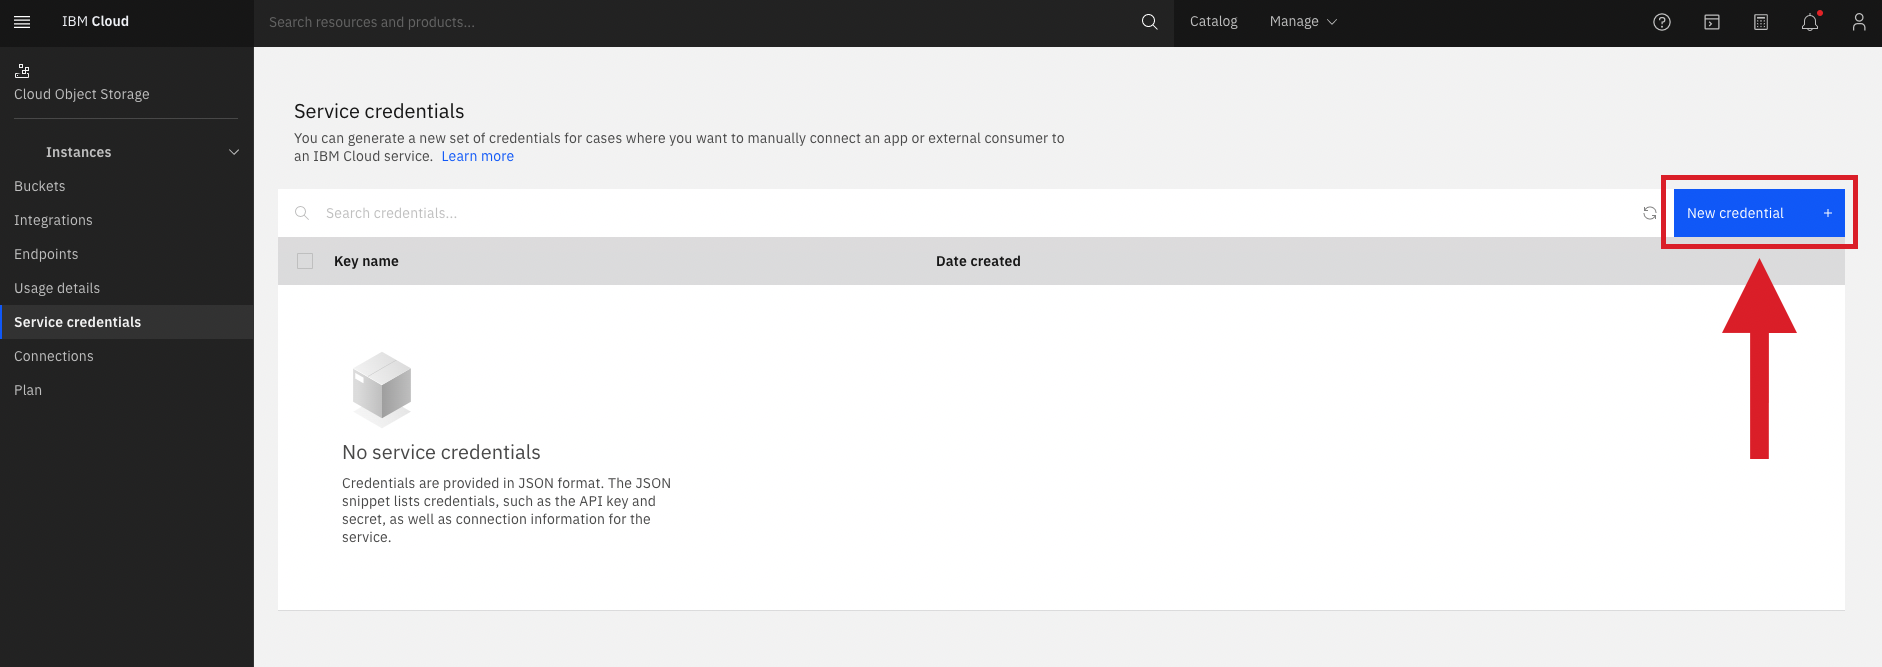 IBM Cloud
Search resources and products...
Catalog
Manage
Cloud Object Storage
Instances
Buckets
Integrations
Endpoints
Usage details
Service credentials
Connections
Plan
Service credentials
You can generate a new set of credentials for cases where you want to manually connect an app or external consumer to
an IBM Cloud service. Learn more
Search credentials...
New credential +
Key name
Date created
No service credentials
Credentials are provided in JSON format. The JSON
snippet lists credentials, such as the API key and
secret, as well as connection information for the
service.